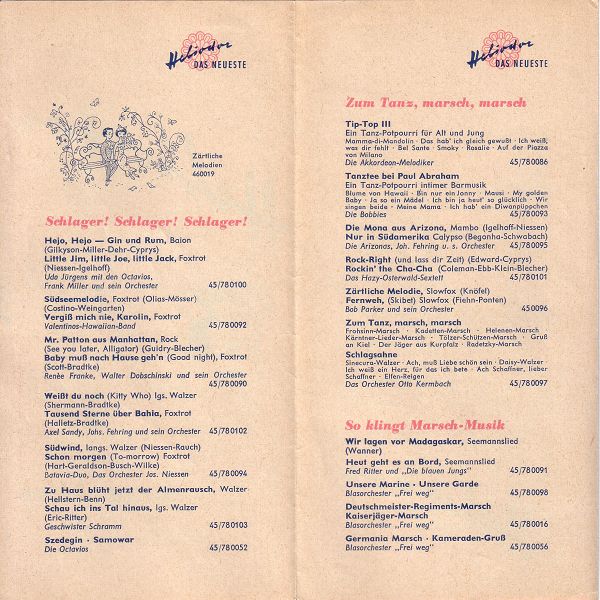 Heliodor
DAS NEUESTE
Zärtliche
Melodien
460019
Schlager! Schlager! Schlager!
Hejo, Hejo — Gin und Rum, Baion
(Gilkyson-Miller-Dehr-Cyprys)
Little Jim, little Joe, little Jack, Foxtrot
(Niessen-Igelhoff)
Udo Jürgens mit den Octavios,
Frank Miller und sein Orchester 45/780100
Südseemelodie, Foxtrot (Olias-Mösser)
(Castino-Weingarten)
Vergiß mich nie, Karolin, Foxtrot
Valentinos-Hawaiian-Band 45/780092
Mr. Patton aus Manhattan, Rock
(See you later, Alligator) (Guidry-Blecher)
Baby muß nach Hause geh'n (Good night), Foxtrot
(Scott-Bradtke)
Renèe Franke, Walter Dobschinski und sein Orchester
45/780090
Weißt du noch (Kitty Who) lgs. Walzer
(Shermann-Bradtke)
Tausend Sterne über Bahia, Foxtrot
(Halletz-Bradtke)
Axel Sandy, Johs. Fehring u. sein Orchester 45/780102
Südwind, langs. Walzer (Niessen-Rauch)
Schon morgen (To-morrow) Foxtrot
(Hart-Geraldson-Busch-Wilke)
Batavia-Duo, Das Orchester Jos. Niessen 45/780094
Zu Haus blüht jetzt der Almenrausch, Walzer
(Hellstern-Benn)
Schau ich ins Tal hinaus, lgs. Walzer
(Eric-Ritter)
Geschwister Schramm 45/780103
Szedegin · Samowar
Die Octavios 45/780052
Heliodor
DAS NEUESTE
Zum Tanz, marsch, marsch
Tip-Top III
Ein Tanz-Potpourri für Alt und Jung
Mamma-di-Mandolin · Das hab' ich gleich gewußt · Ich weiß,
was dir fehlt · Bel Sante · Smoky · Rosalie · Auf der Piazza
von Milano
Die Akkordeon-Melodiker 45/780086
Tanztee bei Paul Abraham
Ein Tanz-Potpourri intimer Barmusik
Blume von Hawaii · Bin nur ein Jonny · Mausi · My golden
Baby · Ja so ein Mädel · Ich bin ja heut' so glücklich · Wir
singen beide · Meine Mama · Ich hab' ein Diwanpüppchen
Die Bobbies 45/780093
Die Mona aus Arizona, Mambo (Igelhoff-Niessen)
Nur in Südamerika Calypso (Begonha-Schwabach)
Die Arizonas, Joh. Fehring u. s. Orchester 45/780095
Rock-Right (und lass dir Zeit) (Edward-Cyprys)
Rockin' the Cha-Cha (Coleman-Ebb-Klein-Blecher)
Das Hazy-Osterwald-Sextett 45/780101
Zärtliche Melodie, Slowfox (Knöfel)
Fernweh, (Skibet) Slowfox (Fiehn-Ponten)
Bob Parker und sein Orchester 450096
Zum Tanz, marsch, marsch
Frohsinn-Marsch · Kadetten-Marsch · Helenen-Marsch
Kärntner-Lieder-Marsch · Tölzer-Schützen-Marsch · Gruß
an Kiel · Der Jäger aus Kurpfalz · Radetzky-Marsch
Schlagsahne
Sinecura-Walzer · Ach, muß Liebe schön sein · Daisy-Walzer
Ich weiß ein Herz, für das ich bete · Ach Schaffner, lieber
Schaffner · Elfen-Reigen
Das Orchester Otto Kermbach 45/780097
So klingt Marsch-Musik
Wir lagen vor Madagaskar, Seemannslied
(Wanner)
Heut geht es an Bord, Seemannslied
Fred Ritter und „Die blauen Jungs" 45/780091
Unsere Marine · Unsere Garde
Blasorchester „Frei weg" 45/780098
Deutschmeister-Regiments-Marsch
Kaiserjäger-Marsch
Blasorchester „Frei weg" 45/780016
Germania Marsch · Kameraden-Gruß
Blasorchester „Frei weg" 45/780056